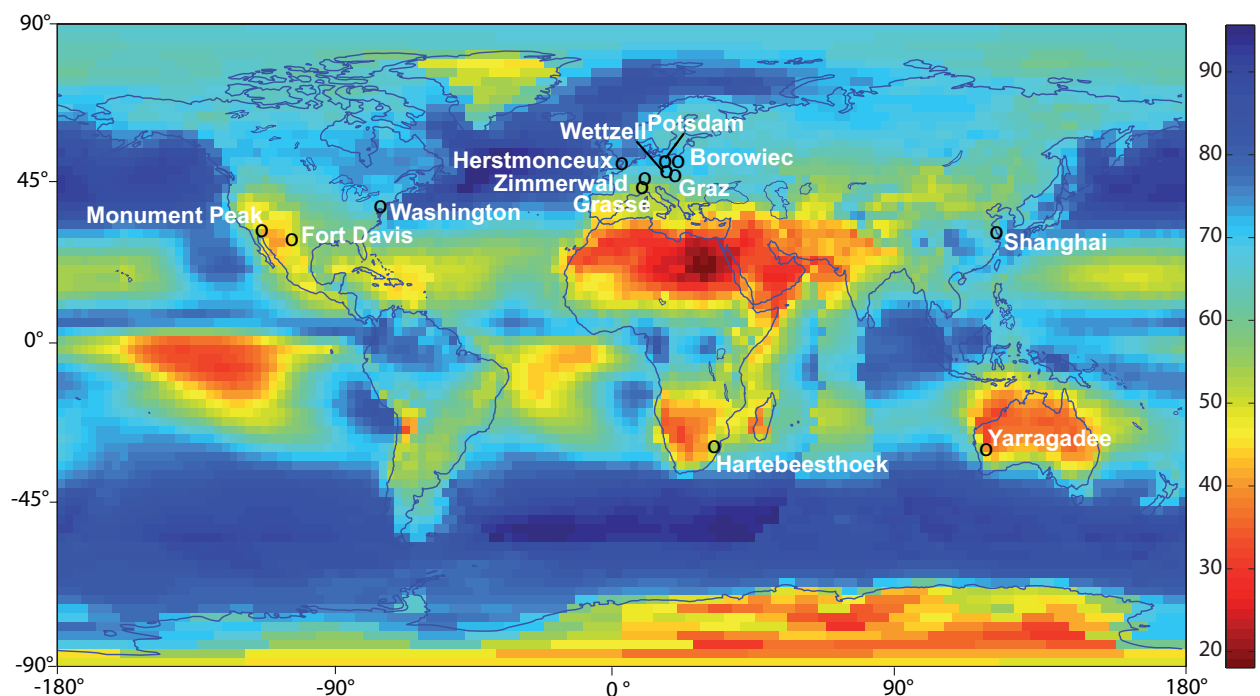 90°
90
80
Wettzell
Potsdam
Herstmonceux
Borowiec
45°
Zimmerwald
Graz
Grasse
Monument Peak
Washington
Fort Davis
Shanghai
70
60
0°
50
Yarragadee
Hartebeesthoek
-45°
40
30
20
-90°
-180°
-90°
0 °
90°
180°